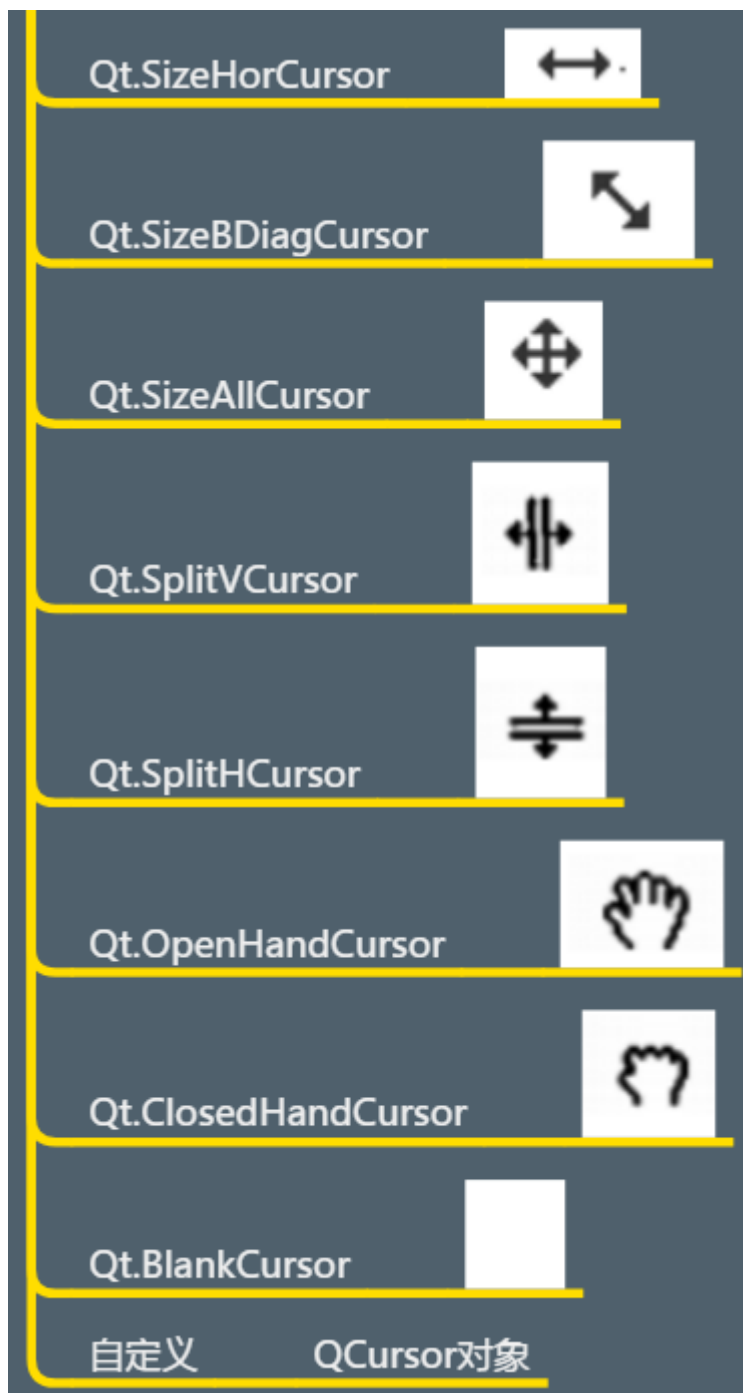 Qt.SizeHorCursor
Qt.SizeBDiagCursor
Qt.SizeAllCursor
Qt.SplitVCursor
Qt.SplitHCursor
Qt.OpenHandCursor
Qt.ClosedHandCursor
Qt.BlankCursor
自定义 QCursor对象